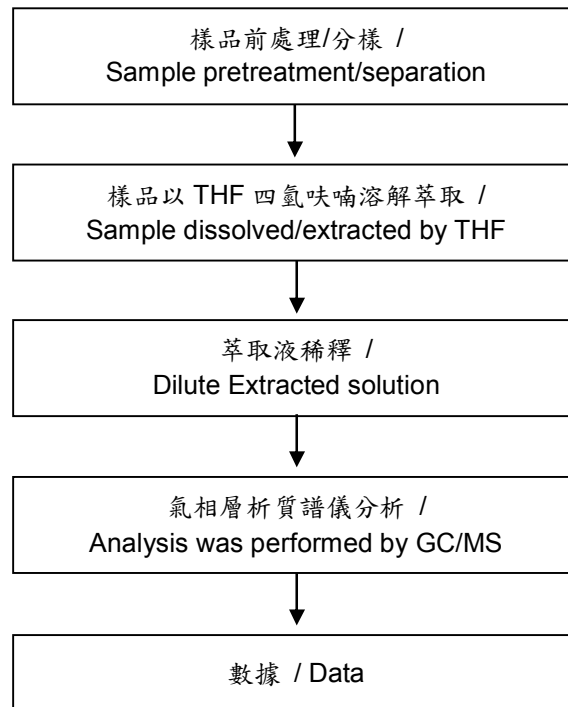 樣品前處理/分樣 /
Sample pretreatment/separation
樣品以 THF 四氫呋喃溶解萃取 /
Sample dissolved/extracted by THF
萃取液稀釋 /
Dilute Extracted solution
氣相層析質譜儀分析 /
Analysis was performed by GC/MS
數據 / Data